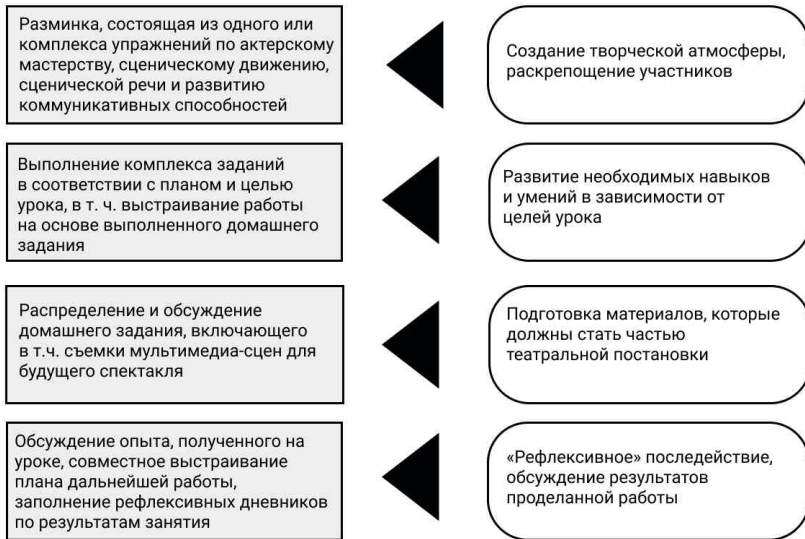 Разминка, состоящая из одного или
комплекса упражнений по актерскому
мастерству, сценическому движению,
сценической речи и развитию
коммуникативных способностей
Создание творческой атмосферы,
раскрепощение участников
Выполнение комплекса заданий
в соответствии с планом и целью
урока, в т. ч. выстраивание работы
на основе выполненного домашнего
задания
Развитие необходимых навыков
и умений в зависимости от
целей урока
Распределение и обсуждение
домашнего задания, включающего
в т.ч. съемки мультимедиа-сцен для
будущего спектакля
Подготовка материалов, которые
должны стать частью
театральной постановки
Обсуждение опыта, полученного на
уроке, совместное выстраивание
плана дальнейшей работы,
заполнение рефлексивных дневников
по результатам занятия
«Рефлексивное» последействие,
обсуждение результатов
проделанной работы